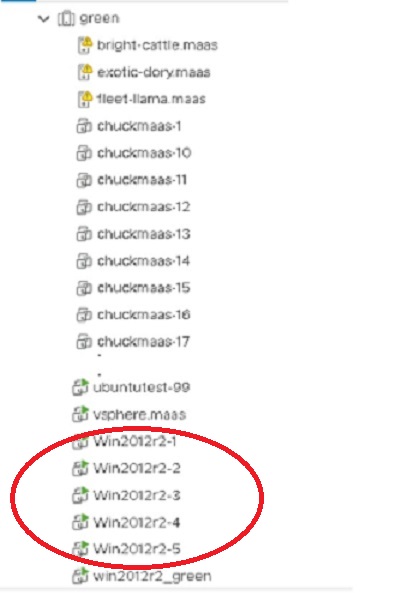 green
bright-cattle.maas
exotic-dory.maas
fleet-llama.maas
chuckmaas-1
chuckmaas-10
chuckmaas-11
chuckmaas-12
chuckmaas-13
chuckmaas-14
chuckmaas-15
chuckmaas-16
chuckmaas-17
.
.
ubuntutest-99
vsphere.maas
Win2012r2-1
Win2012r2-2
Win2012r2-3
Win2012r2-4
Win2012r2-5
win2012r2_green